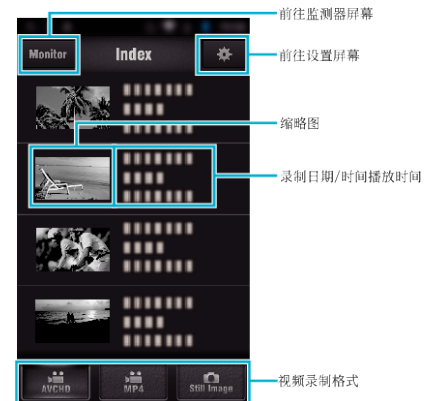 前往监测器屏幕
Monitor
Index
前往设置屏幕
缩略图
录制日期/时间播放时间
AVCHD
MP4
Still Image
视频录制格式